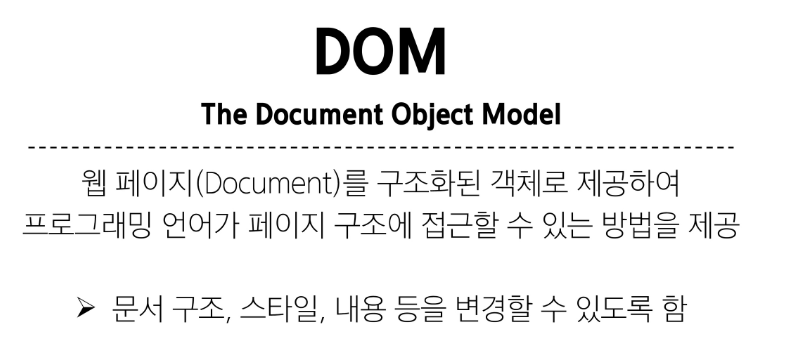 DOM
The Document Object Model
웹 페이지(Document)를 구조화된 객체로 제공하여
프로그래밍 언어가 페이지 구조에 접근할 수 있는 방법을 제공
➢ 문서 구조, 스타일, 내용 등을 변경할 수 있도록 함